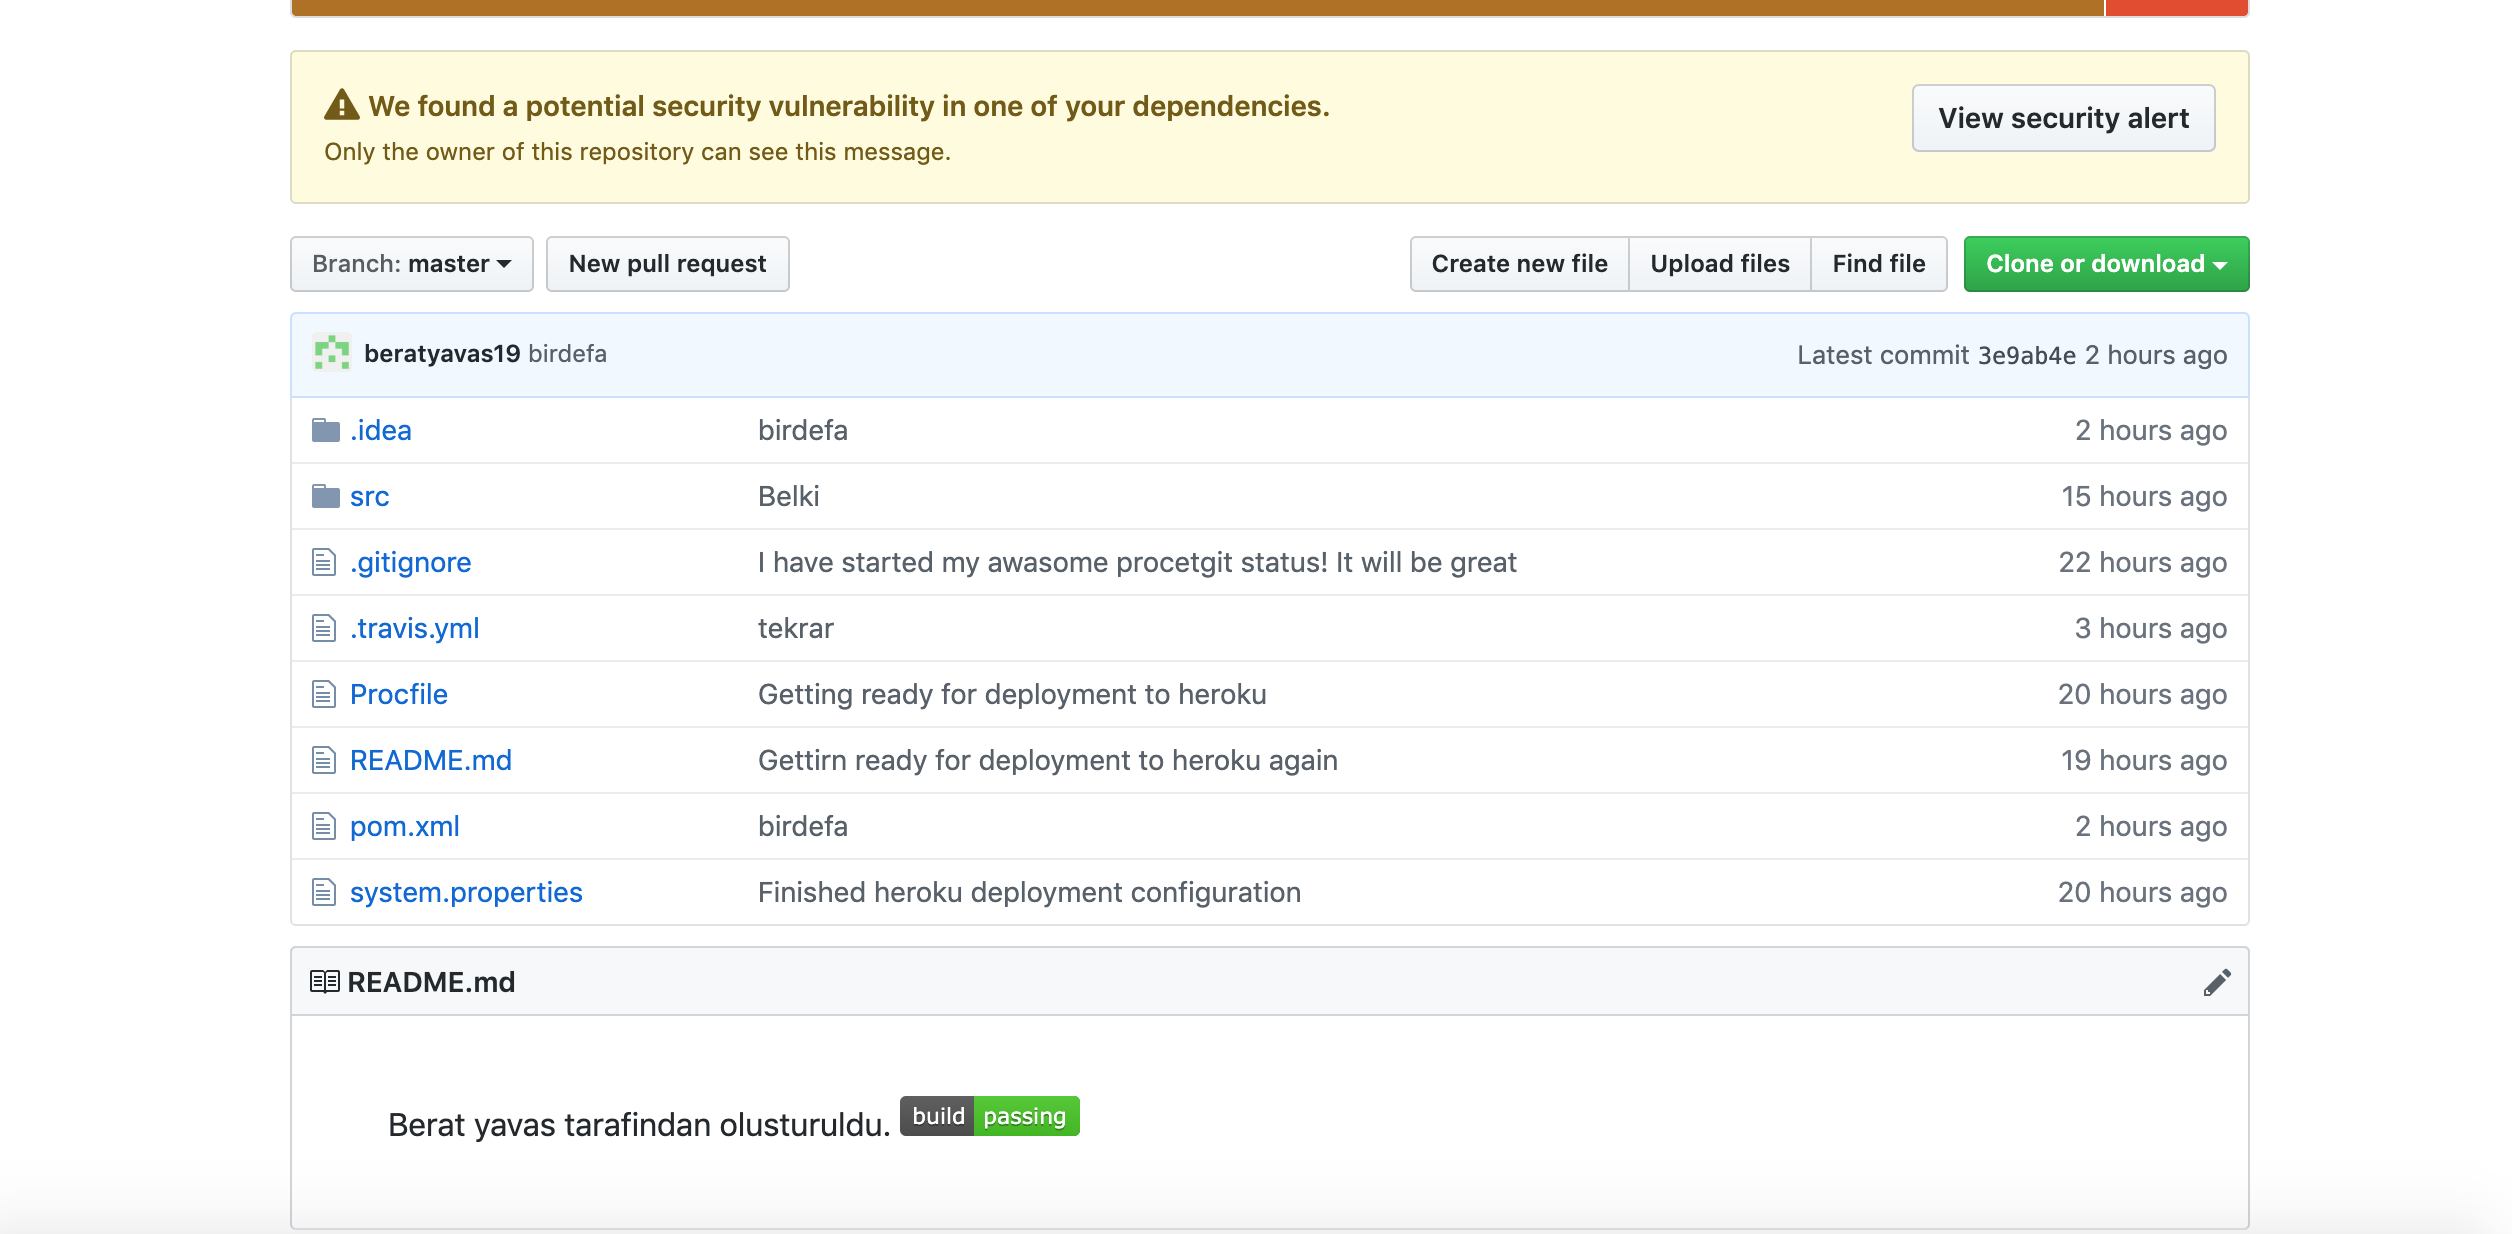 We found a potential security vulnerability in one of your dependencies.
Only the owner of this repository can see this message.
View security alert
Branch: master
New pull request
Create new file
Upload files
Find file
Clone or download
beratyavas19 birdefa
Latest commit 3e9ab4e 2 hours ago
.idea birdefa 2 hours ago
src Belki 15 hours ago
.gitignore I have started my awasome procetgit status! It will be great 22 hours ago
.travis.yml tekrar 3 hours ago
Procfile Getting ready for deployment to heroku 20 hours ago
README.md Gettirn ready for deployment to heroku again 19 hours ago
pom.xml birdefa 2 hours ago
system.properties Finished heroku deployment configuration 20 hours ago
README.md
Berat yavas tarafindan olusturuldu. build passing